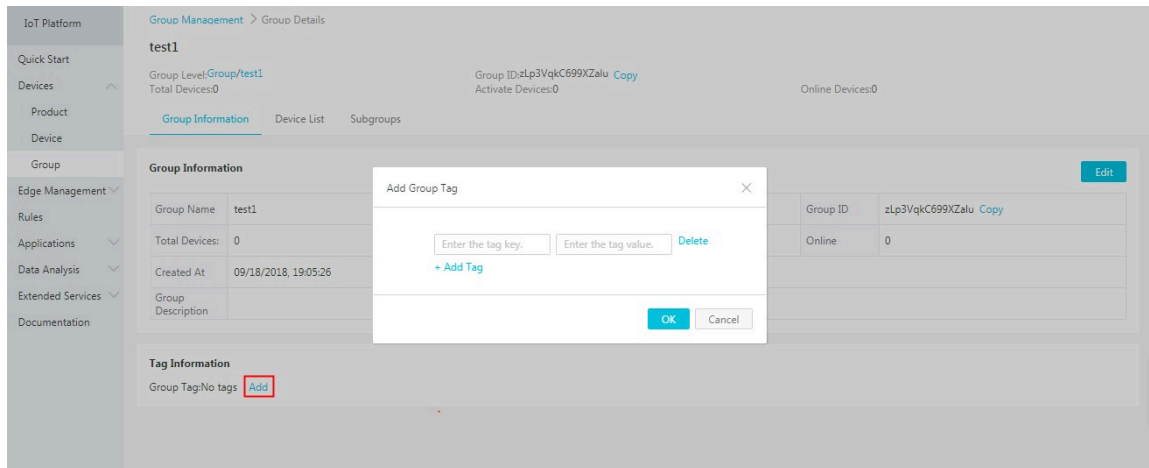 IoT Platform
Quick Start
Devices
Product
Device
Group
Edge Management
Rules
Applications
Data Analysis
Extended Services
Documentation
Group Management > Group Details
test1
Group Level:Group/test1
Group ID:zLp3VqkC699XZalu Copy
Total Devices:0
Activate Devices:0
Online Devices:0
Group Information
Device List
Subgroups
Group Information
Edit
Group Name test1
Group ID zLp3VqkC699XZalu Copy
Total Devices: 0
Online 0
Created At 09/18/2018, 19:05:26
Group
Description
Add Group Tag
Enter the tag key. Enter the tag value. Delete
+ Add Tag
OK Cancel
Tag Information
Group Tag:No tags Add